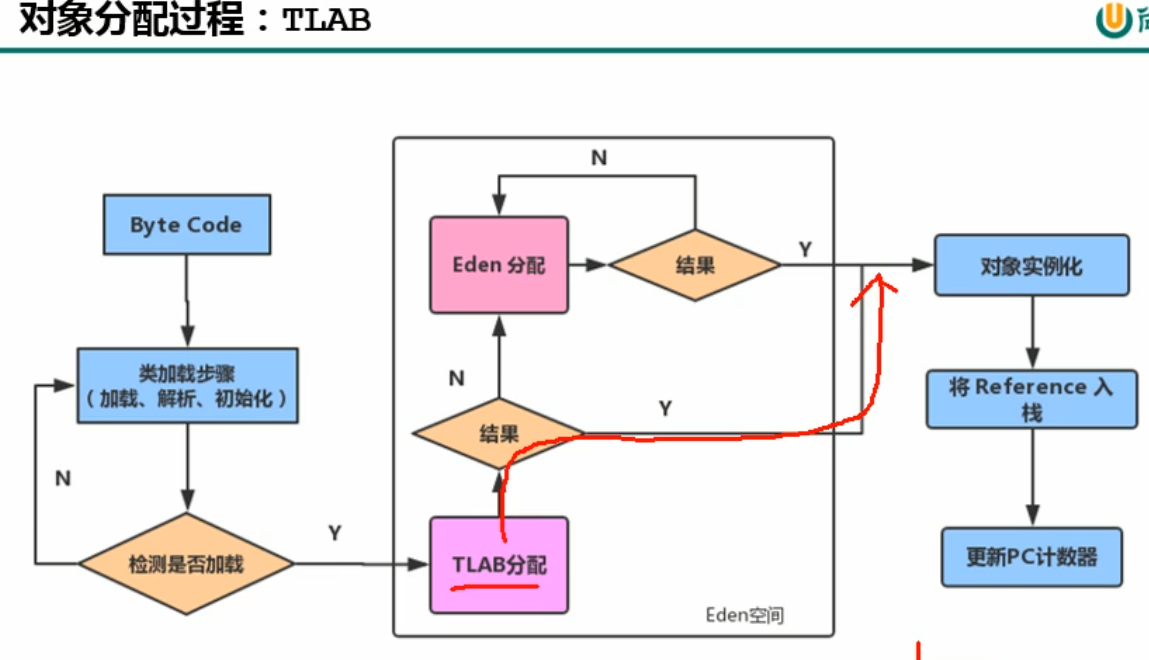 对象分配过程：TLAB
N
Byte Code
Eden 分配
结果
Y
对象实例化
类加载步骤
（加载、解析、初始化）
N
结果
Y
将 Reference 入
栈
N
Y
检测是否加载
TLAB分配
更新PC计数器
Eden空间